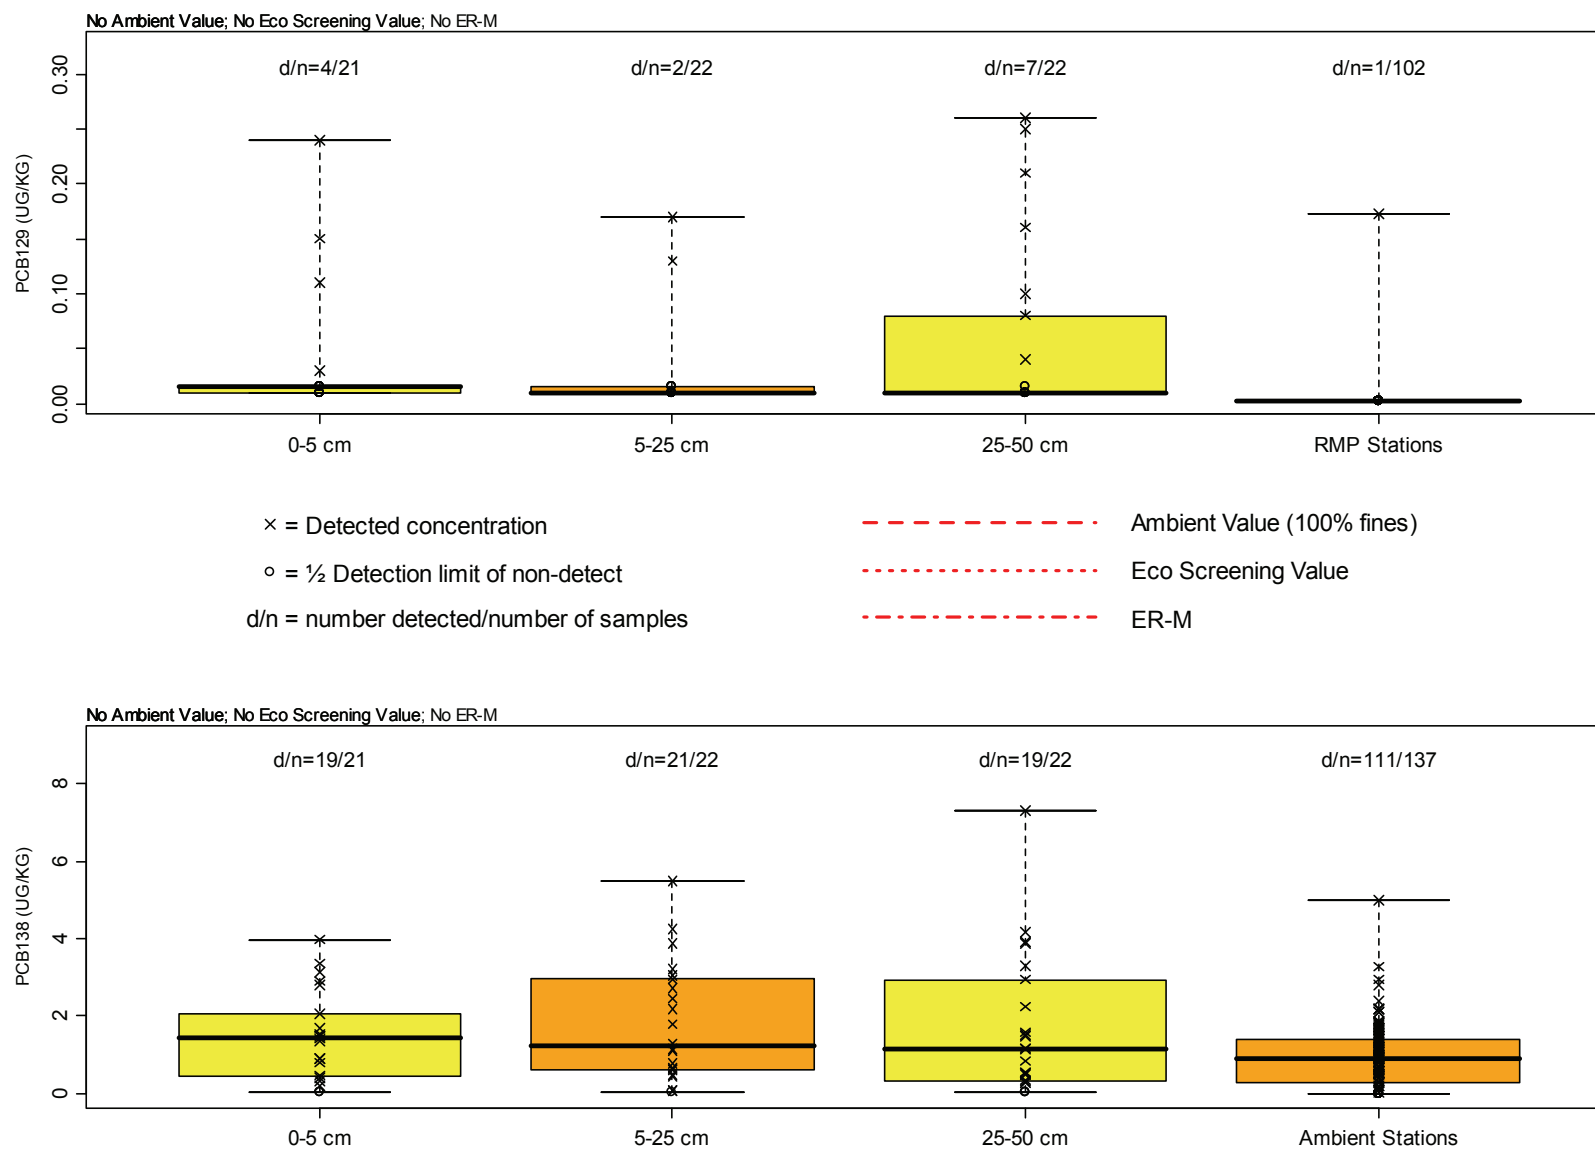 No Ambient Value; No Eco Screening Value; No ER-M
d/n=4/21 d/n=2/22 d/n=7/22 d/n=1/102
PCB129 (UG/KG)
0.30
0.20
0.10
0.00
0-5 cm 5-25 cm 25-50 cm RMP Stations
× = Detected concentration
o = ½ Detection limit of non-detect
d/n = number detected/number of samples
Ambient Value (100% fines)
Eco Screening Value
ER-M
No Ambient Value; No Eco Screening Value; No ER-M
d/n=19/21 d/n=21/22 d/n=19/22 d/n=111/137
PCB138 (UG/KG)
8
6
4
2
0
0-5 cm 5-25 cm 25-50 cm Ambient Stations